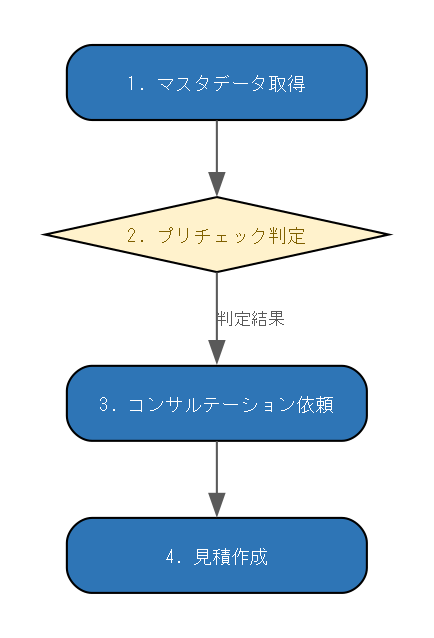 1. マスタデータ取得
2. プリチェック判定
判定結果
3. コンサルテーション依頼
4. 見積作成